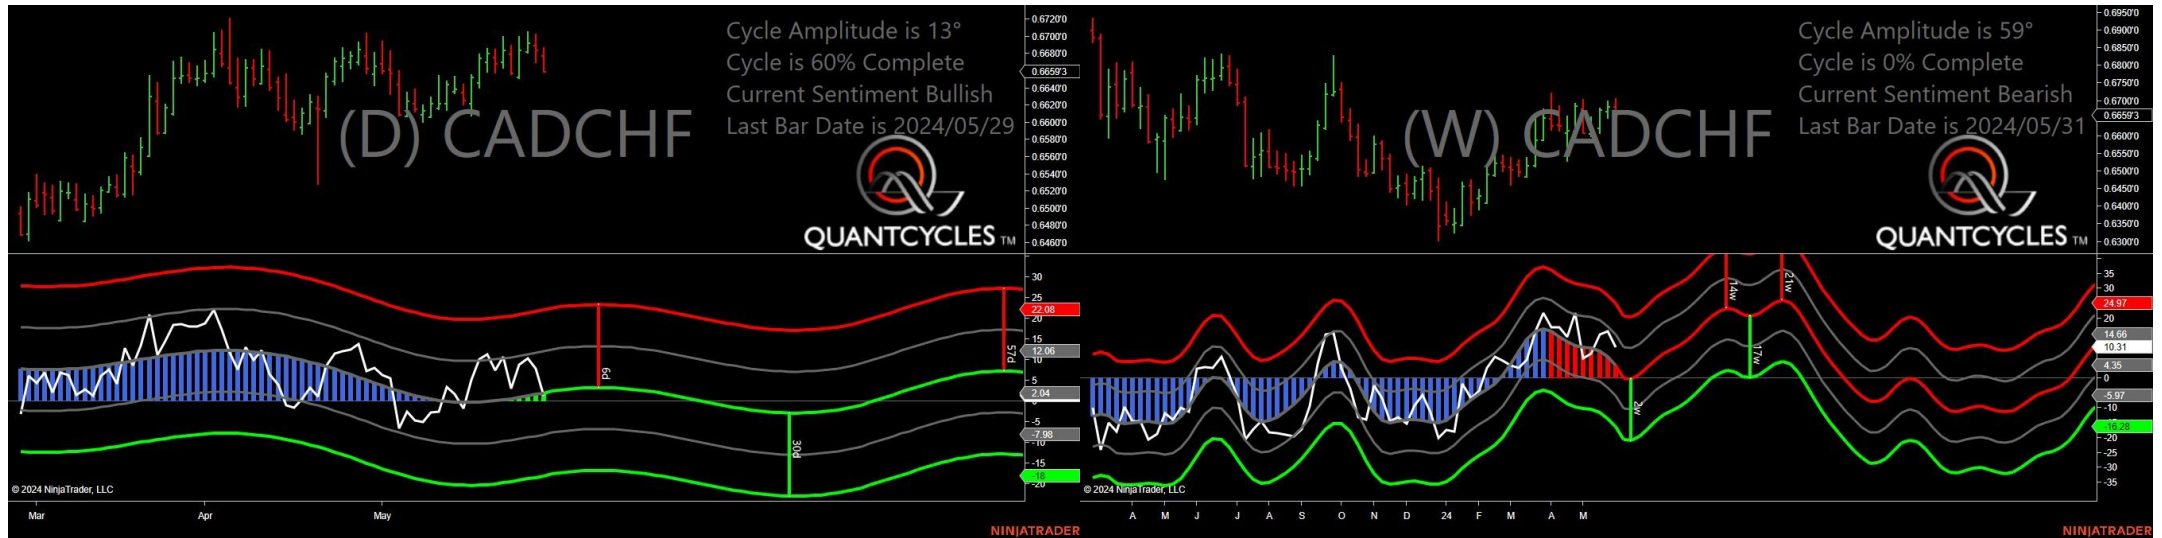 Cycle Amplitude is 13°
Cycle is 60% Complete
Current Sentiment Bullish
Last Bar Date is 2024/05/29
(D) CADCHF
QUANTCYCLES TM
0.6720'0
0.6700'0
0.6680'0
0.6659'3
0.6640'0
0.6620'0
0.6600'0
0.6580'0
0.6560'0
0.6540'0
0.6520'0
0.6500'0
0.6480'0
0.6460'0
30
25
22.08
20
15
12.06
10
5
2.04
-5
-7.98
-10
-15
-18
-20
6d
30d
57d
© 2024 NinjaTrader, LLC
Mar
Apr
May
NINJATRADER
Cycle Amplitude is 59°
Cycle is 0% Complete
Current Sentiment Bearish
Last Bar Date is 2024/05/31
(W) CADCHF
QUANTCYCLES TM
0.6950'0
0.6900'0
0.6850'0
0.6800'0
0.6750'0
0.6700'0
0.6659'3
0.6600'0
0.6550'0
0.6500'0
0.6450'0
0.6400'0
0.6350'0
0.6300'0
35
30
24.97
20
14.66
10.31
4.35
0
-5.97
-10
-16.28
-20
-25
-30
-35
2w
14w
17w
21w
© 2024 NinjaTrader, LLC
A
M
J
J
A
S
O
N
D
24
F
M
A
M
NINJATRADER